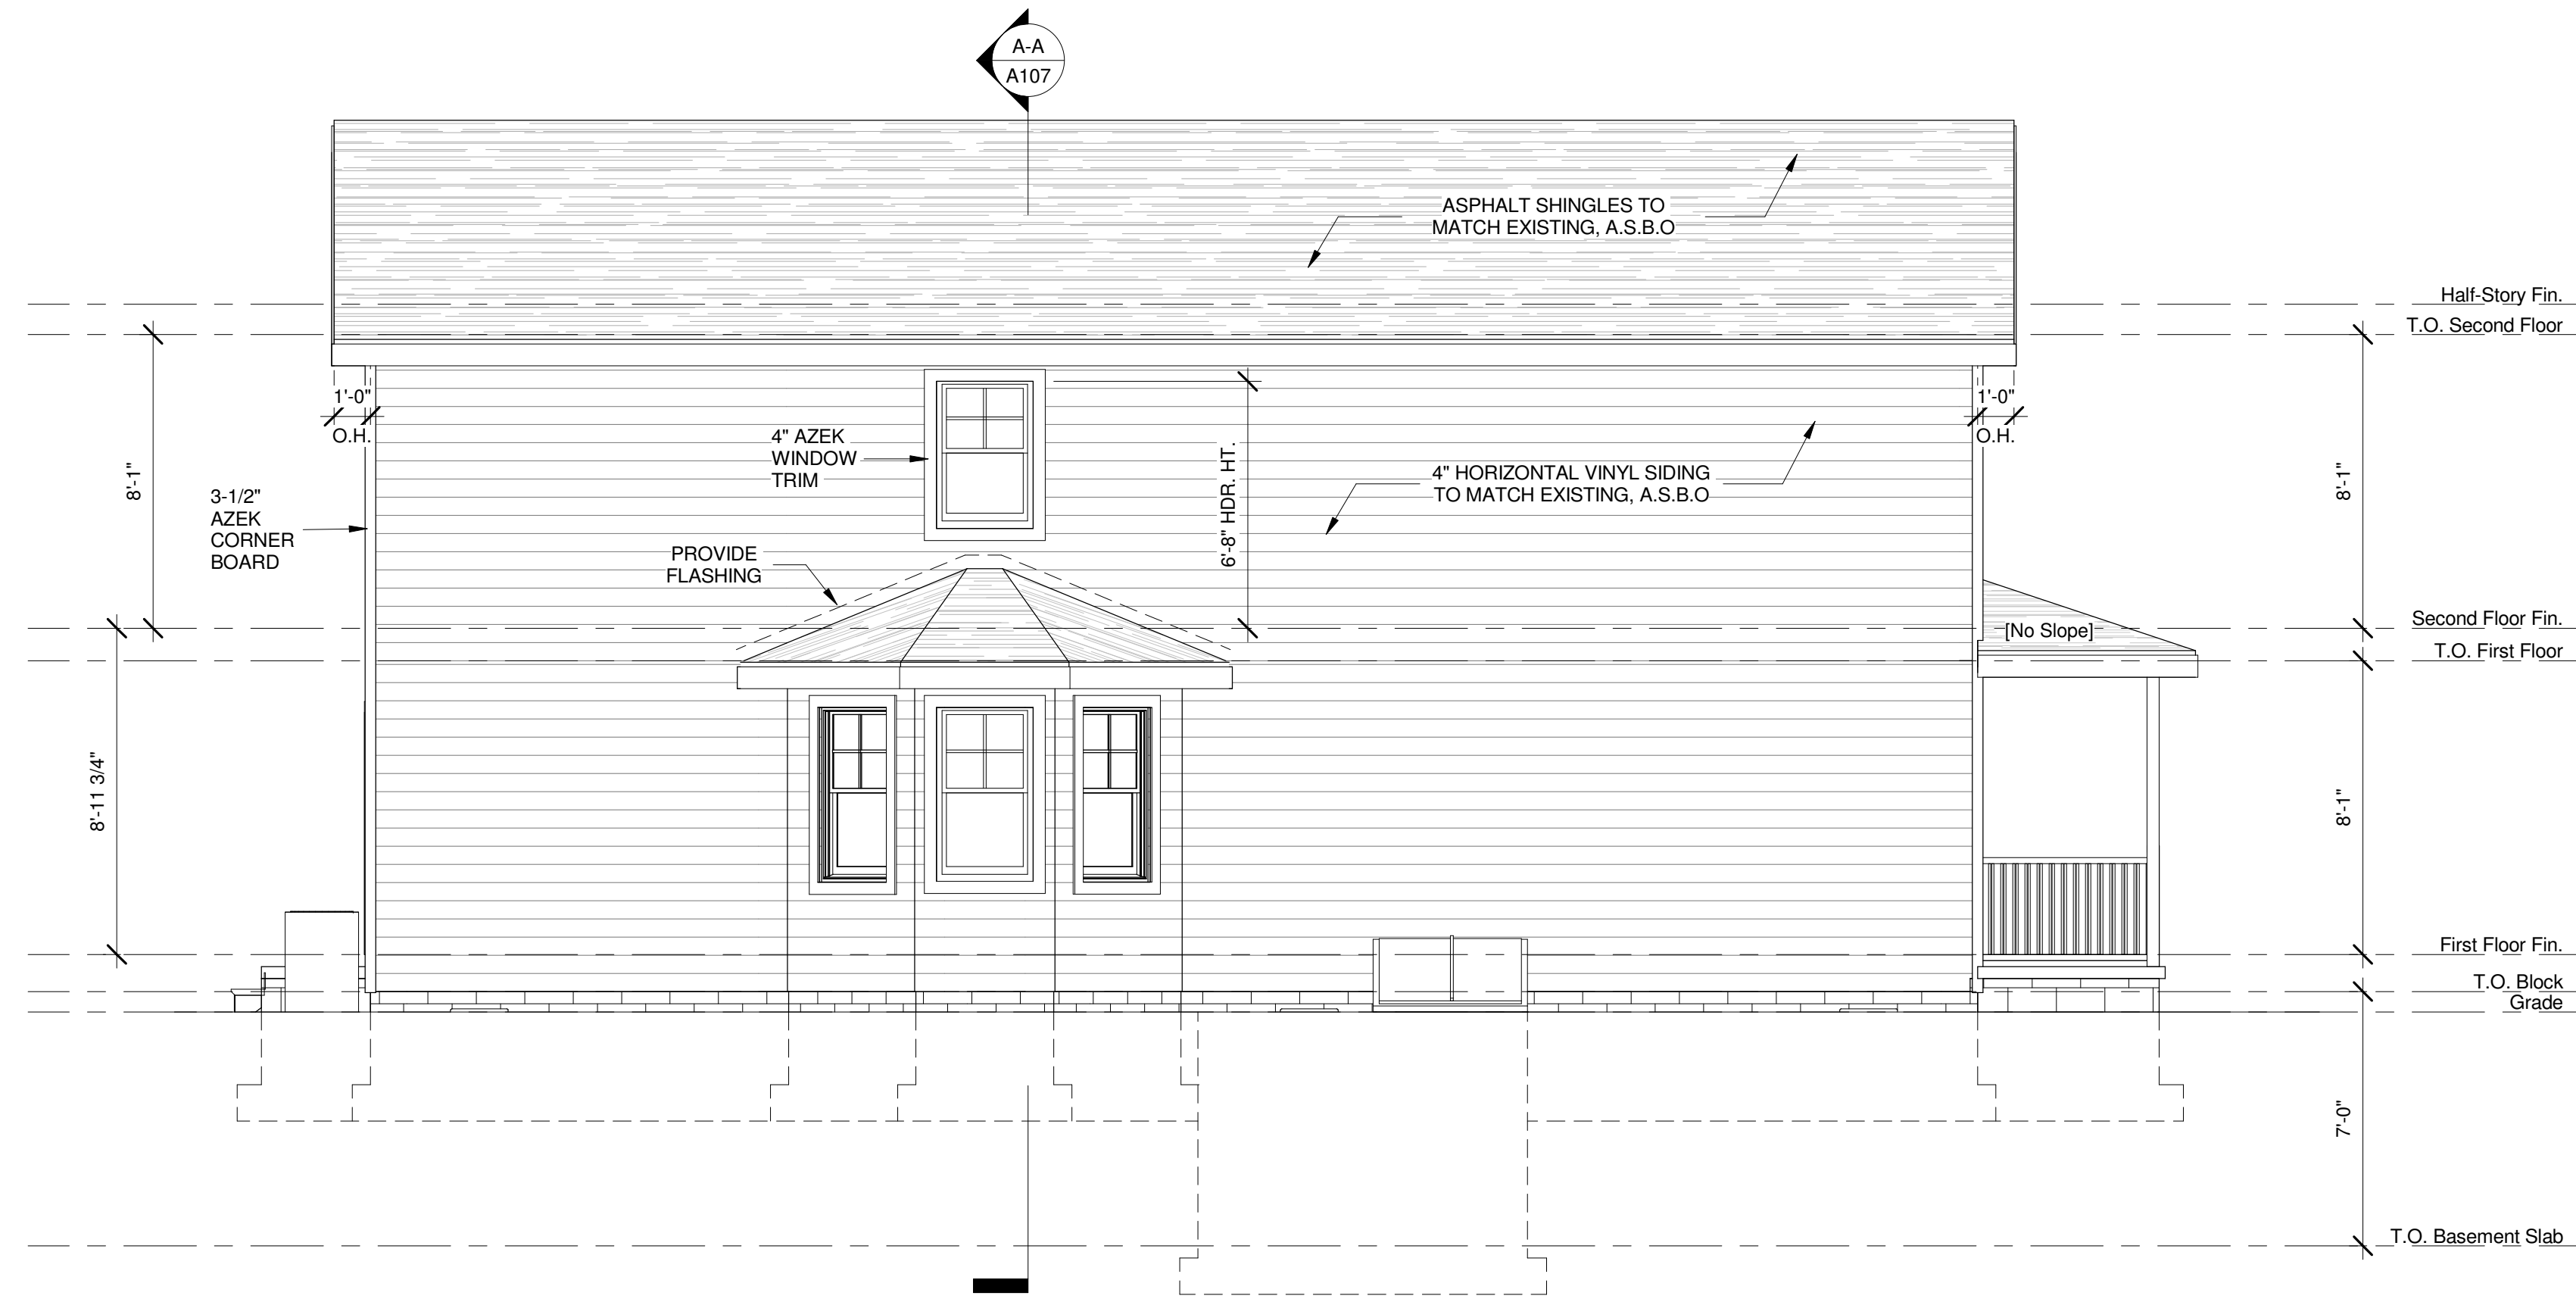 A-A
A107
ASPHALT SHINGLES TO
MATCH EXISTING, A.S.B.O
Half-Story Fin.
T.O. Second Floor
1'-0"
O.H.
1'-0"
O.H.
4" AZEK
WINDOW
TRIM
6'-8" HDR. HT.
4" HORIZONTAL VINYL SIDING
TO MATCH EXISTING, A.S.B.O
8'-1"
8'-1"
3-1/2"
AZEK
CORNER
BOARD
PROVIDE
FLASHING
Second Floor Fin.
[No Slope]
T.O. First Floor
8'-11 3/4"
8'-1"
First Floor Fin.
T.O. Block
Grade
7'-0"
T.O. Basement Slab